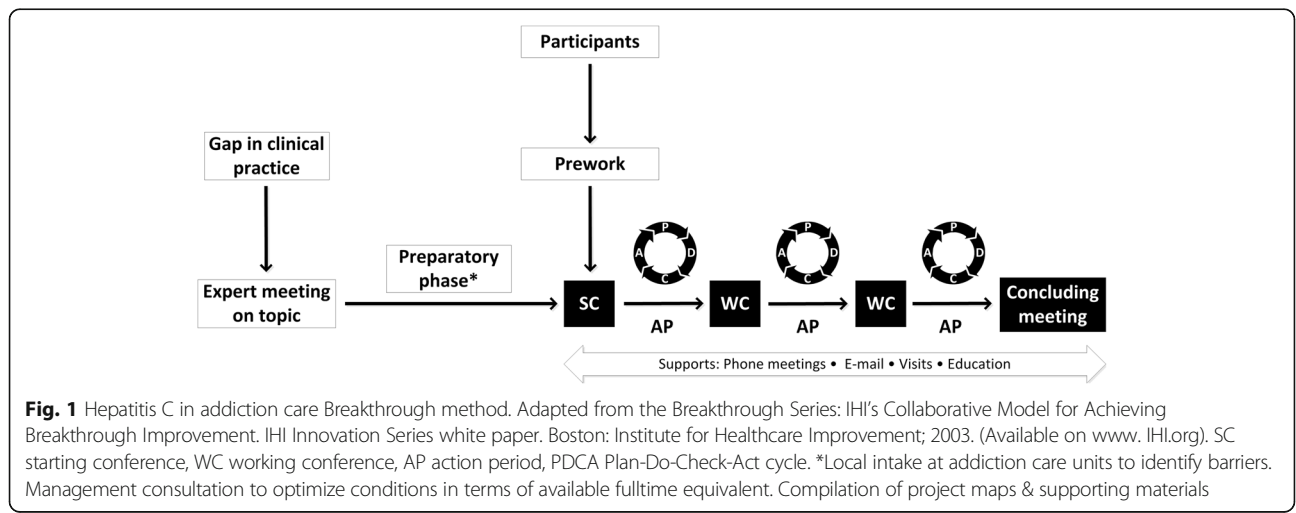 Participants
Gap in clinical
practice
Prework
Preparatory
phase*
Expert meeting
on topic
P
D
C
A
P
D
C
A
P
D
C
A
SC
WC
WC
Concluding
meeting
AP
AP
AP
Supports: Phone meetings • E-mail • Visits • Education
Fig. 1 Hepatitis C in addiction care Breakthrough method. Adapted from the Breakthrough Series: IHI's Collaborative Model for Achieving
Breakthrough Improvement. IHI Innovation Series white paper. Boston: Institute for Healthcare Improvement; 2003. (Available on www. IHI.org). SC
starting conference, WC working conference, AP action period, PDCA Plan-Do-Check-Act cycle. *Local intake at addiction care units to identify barriers.
Management consultation to optimize conditions in terms of available fulltime equivalent. Compilation of project maps & supporting materials